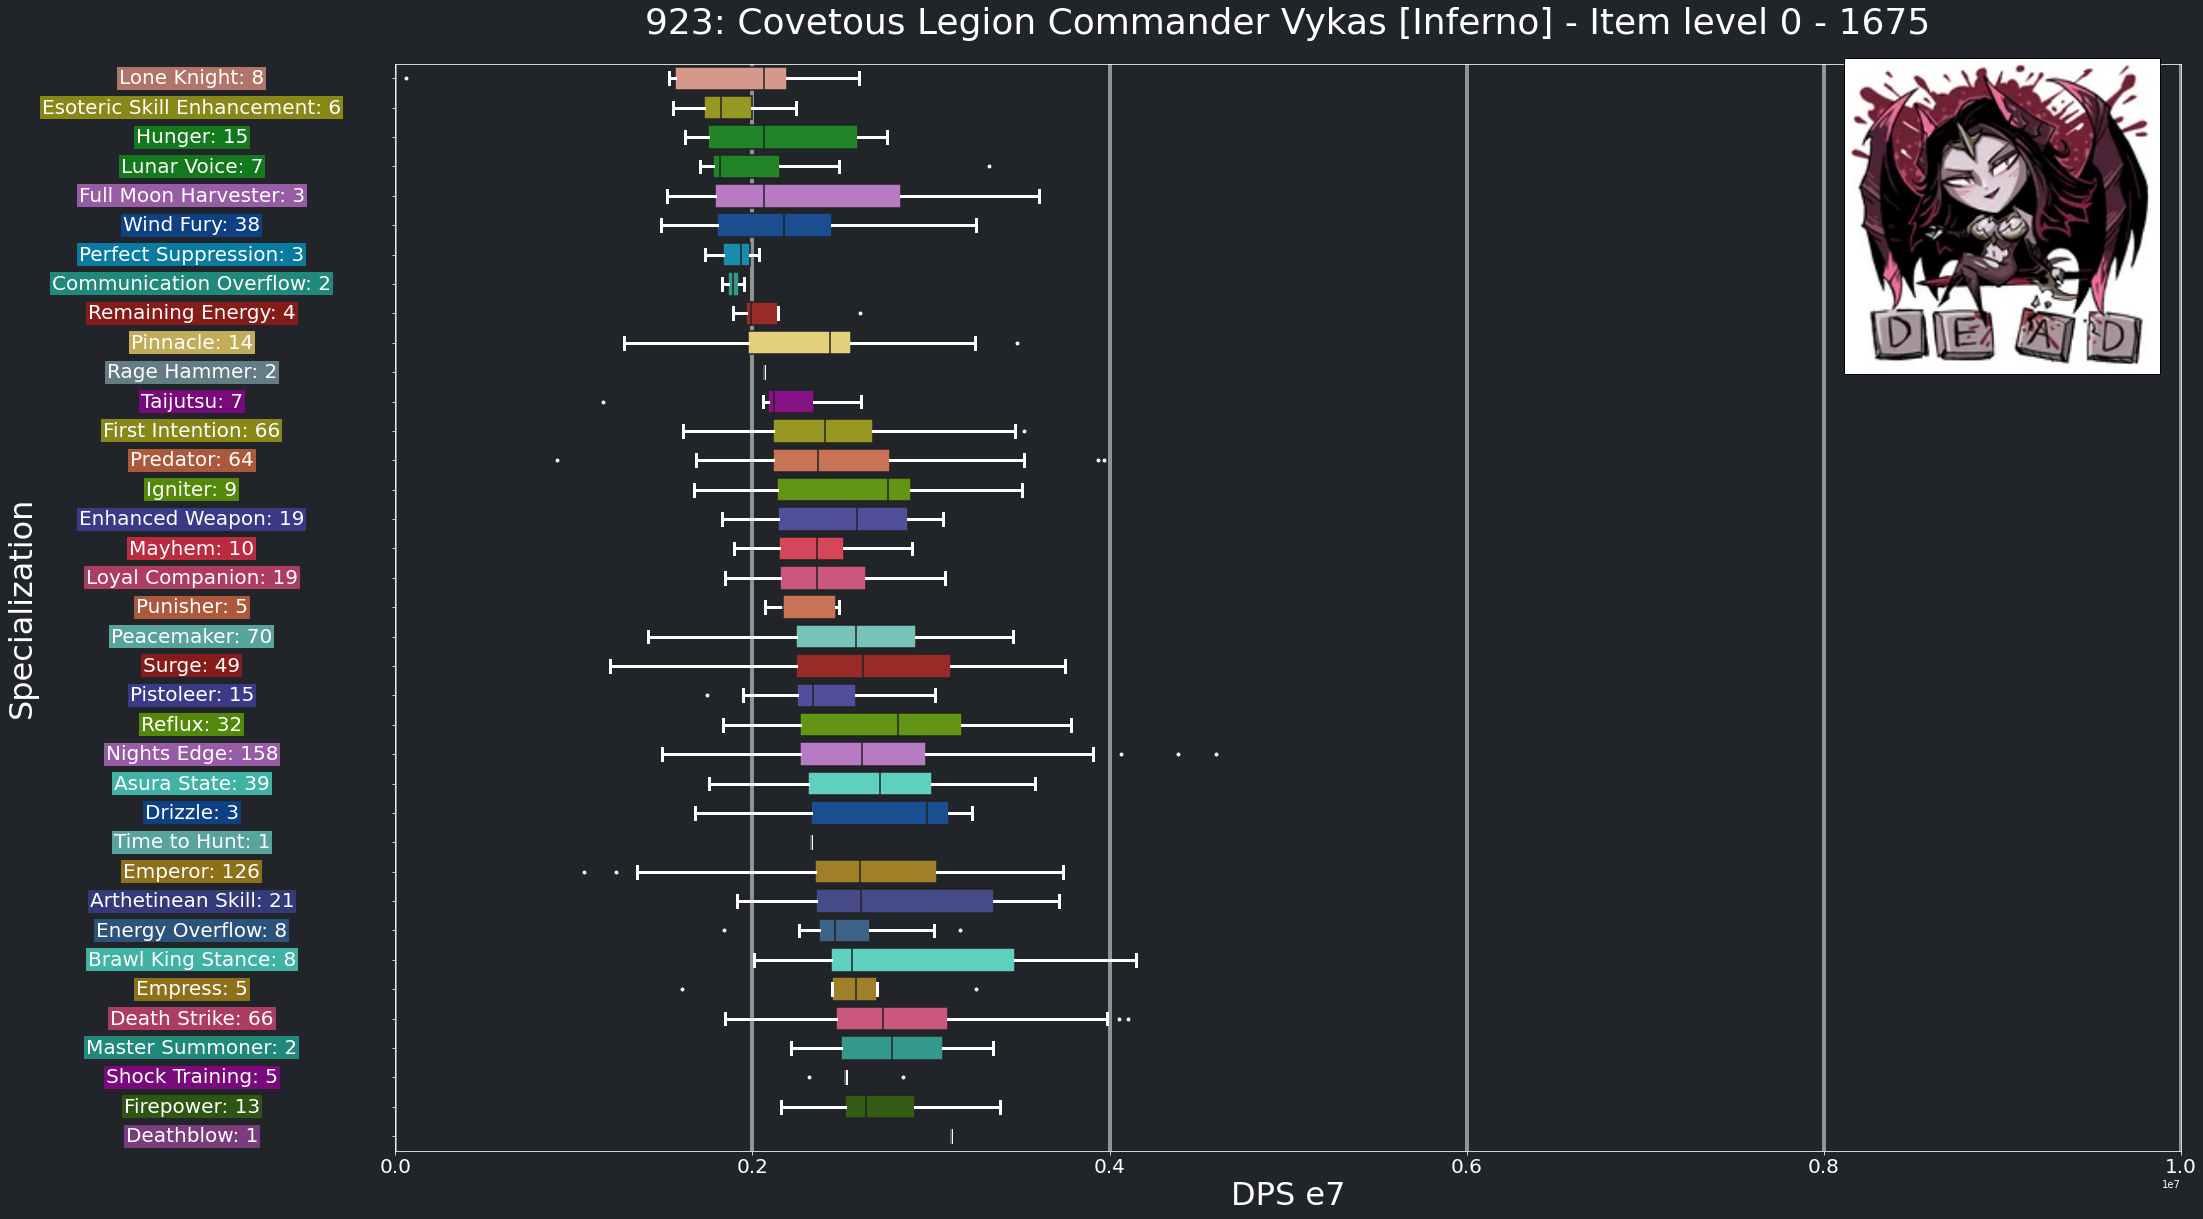 923: Covetous Legion Commander Vykas [Inferno] - Item level 0 - 1675
Specialization
Lone Knight: 8
Esoteric Skill Enhancement: 6
Hunger: 15
Lunar Voice: 7
Full Moon Harvester: 3
Wind Fury: 38
Perfect Suppression: 3
Communication Overflow: 2
Remaining Energy: 4
Pinnacle: 14
Rage Hammer: 2
Taijutsu: 7
First Intention: 66
Predator: 64
Igniter: 9
Enhanced Weapon: 19
Mayhem: 10
Loyal Companion: 19
Punisher: 5
Peacemaker: 70
Surge: 49
Pistoleer: 15
Reflux: 32
Nights Edge: 158
Asura State: 39
Drizzle: 3
Time to Hunt: 1
Emperor: 126
Arthetinean Skill: 21
Energy Overflow: 8
Brawl King Stance: 8
Empress: 5
Death Strike: 66
Master Summoner: 2
Shock Training: 5
Firepower: 13
Deathblow: 1
DEAD
0.0 0.2 0.4 0.6 0.8 1.0
1e7
DPS e7